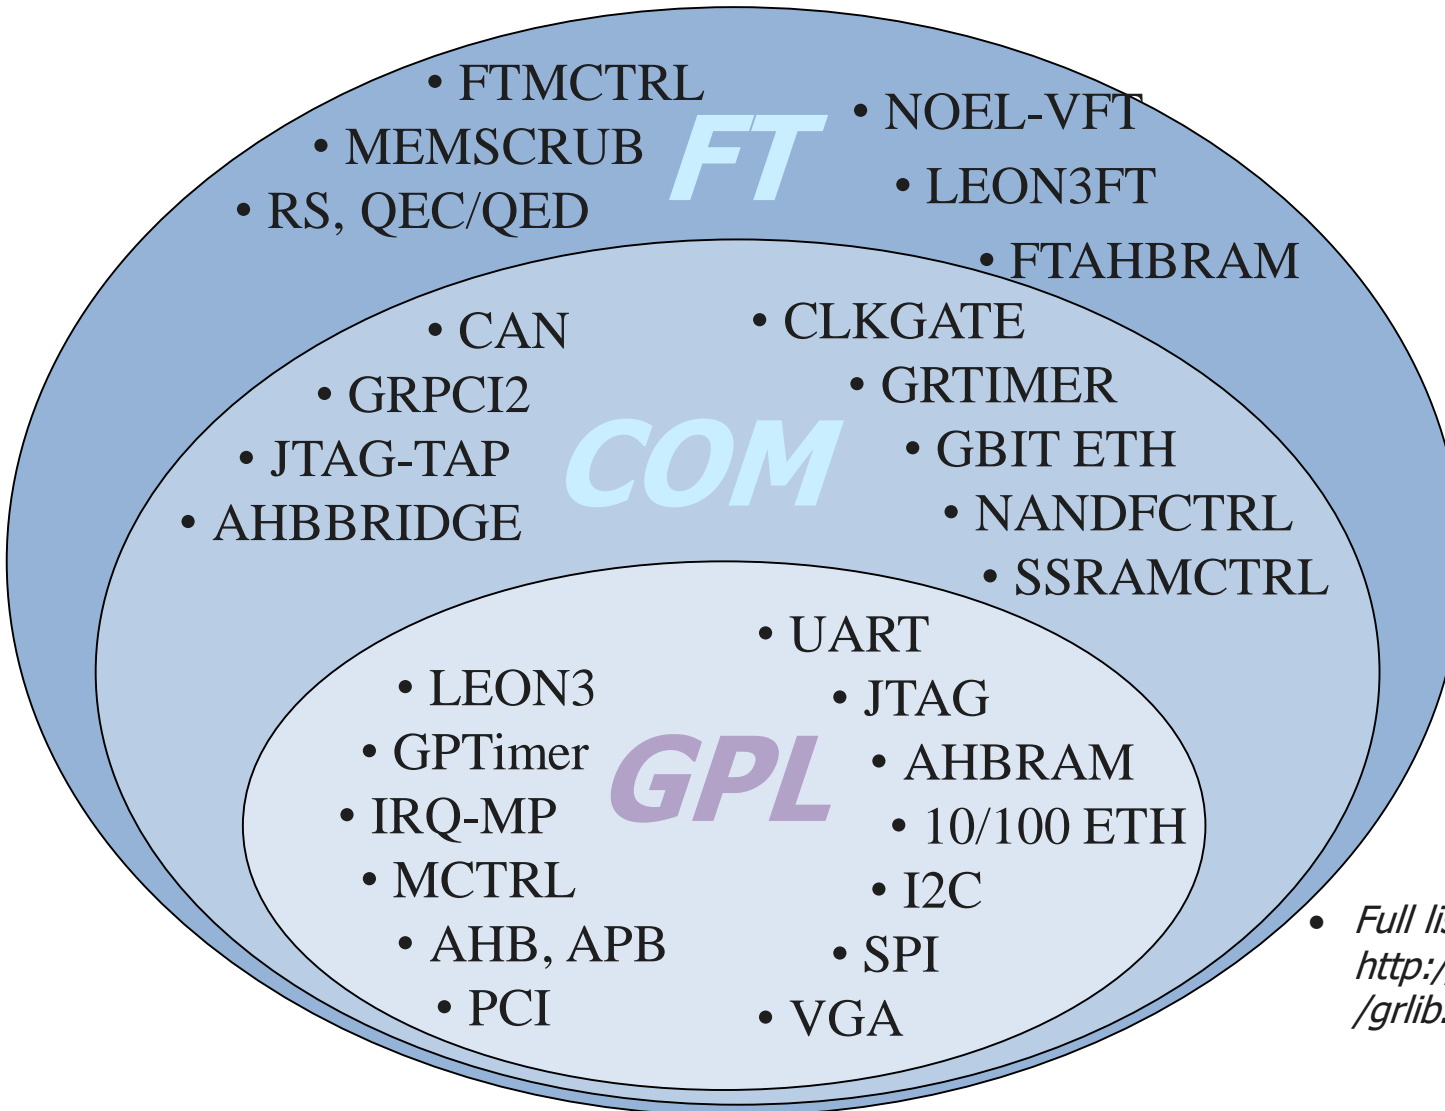 • FTMCTRL
• MEMSCRUB
• RS, QEC/QED
FT
• NOEL-VFT
• LEON3FT
• FTAHBRAM
• CAN
• GRPCI2
• JTAG-TAP
• AHBBRIDGE
COM
• CLKGATE
• GRTIMER
• GBIT ETH
• NANDFCTRL
• SSRAMCTRL
• LEON3
• GPTimer
• IRQ-MP
• MCTRL
• AHB, APB
• PCI
GPL
• UART
• JTAG
• AHBRAM
• 10/100 ETH
• I2C
• SPI
• VGA
• Full
http:/
/grlib